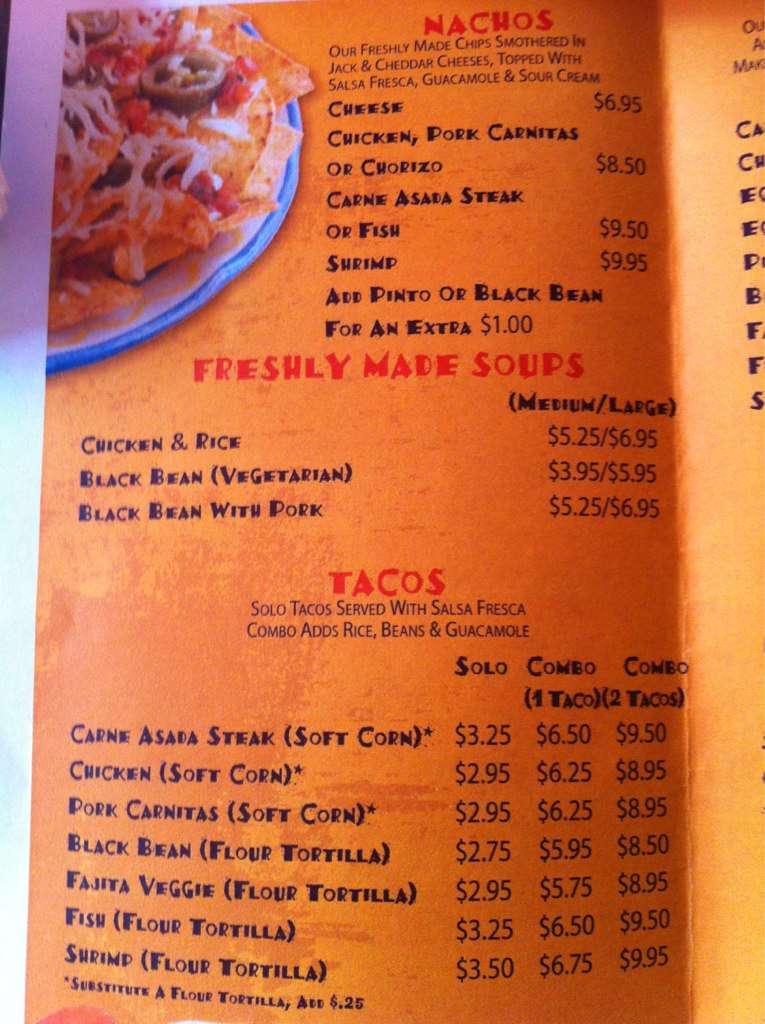 NACHOS
OUR FRESHLY MADE CHIPS SMOTHERED IN
JACK & CHEDDAR CHEESES, TOPPED WITH
SALSA FRESCA, GUACAMOLE & SOUR CREAM
CHEESE $6.95
CHICKEN, PORK CARNITAS
OR CHORIZO $8.50
CARNE ASADA STEAK
OR FISH $9.50
SHRIMP $9.95
ADD PINTO OR BLACK BEAN
FOR AN EXTRA $1.00
FRESHLY MADE SOUPS
(MEDIUM/LARGE)
CHICKEN & RICE $5.25/$6.95
BLACK BEAN (VEGETARIAN) $3.95/$5.95
BLACK BEAN WITH PORK $5.25/$6.95
TACOS
SOLO TACOS SERVED WITH SALSA FRESCA
COMBO ADDS RICE, BEANS & GUACAMOLE
SOLO COMBO COMBO
(1 TACO)(2 TACOS)
CARNE ASADA STEAK (SOFT CORN)* $3.25 $6.50 $9.50
CHICKEN (SOFT CORN)* $2.95 $6.25 $8.95
PORK CARNITAS (SOFT CORN)* $2.95 $6.25 $8.95
BLACK BEAN (FLOUR TORTILLA) $2.75 $5.95 $8.50
FAJITA VEGGIE (FLOUR TORTILLA) $2.95 $5.75 $8.95
FISH (FLOUR TORTILLA) $3.25 $6.50 $9.50
SHRIMP (FLOUR TORTILLA) $3.50 $6.75 $9.95
*SUBSTITUTE A FLOUR TORTILLA, ADD $.25